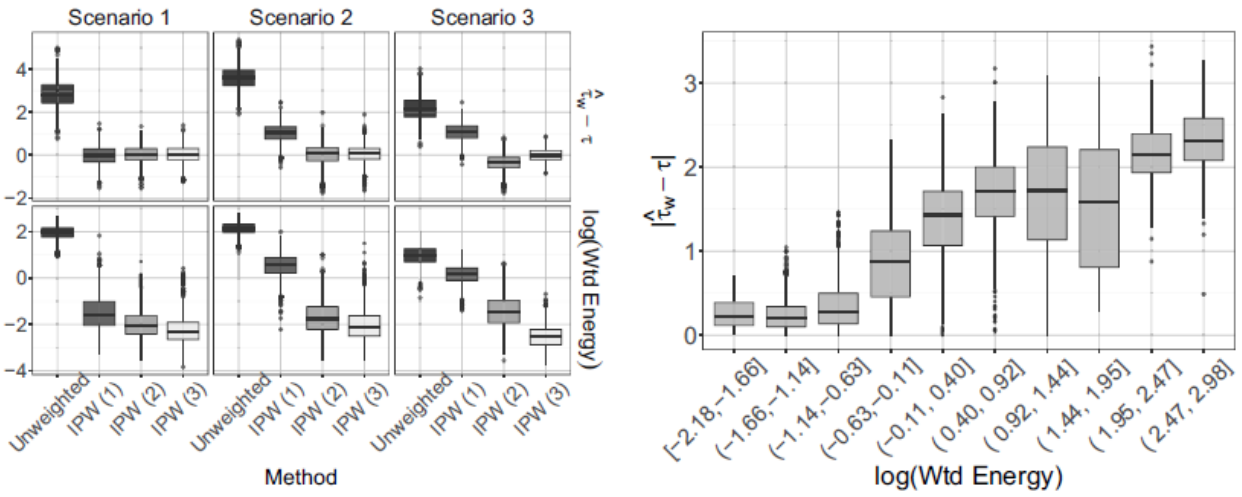 Scenario 1 Scenario 2 Scenario 3
4
2
0
−2
τ̂w − τ
2
0
−2
−4
log(Wtd Energy)
Unweighted IPW (1) IPW (2) IPW (3) Unweighted IPW (1) IPW (2) IPW (3) Unweighted IPW (1) IPW (2) IPW (3)
Method
3
2
1
0
|τ̂w − τ|
[−2.18,−1.66] (−1.66,−1.14] (−1.14,−0.63] (−0.63,−0.11] (−0.11, 0.40] ( 0.40, 0.92] ( 0.92, 1.44] ( 1.44, 1.95] ( 1.95, 2.47] ( 2.47, 2.98]
log(Wtd Energy)